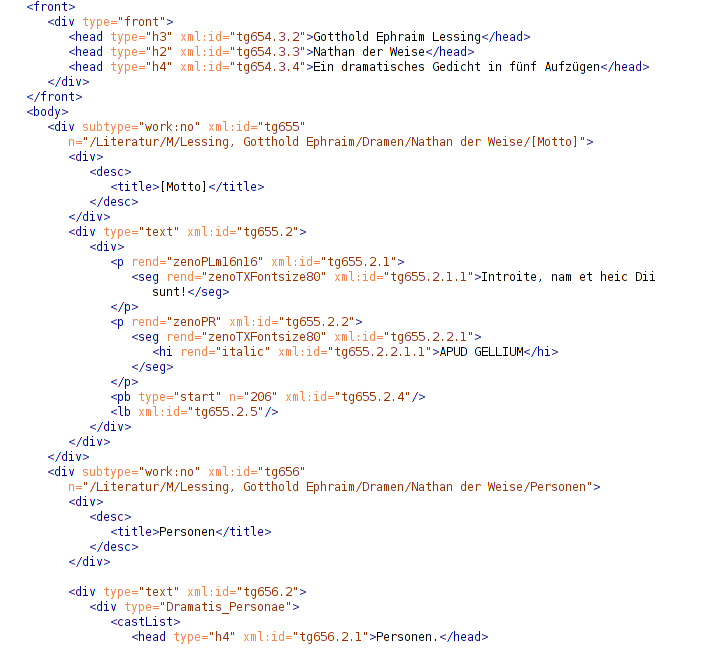 <front>
<div type="front">
<head type="h3" xml:id="tg654.3.2">Gotthold Ephraim Lessing</head>
<head type="h2" xml:id="tg654.3.3">Nathan der Weise</head>
<head type="h4" xml:id="tg654.3.4">Ein dramatisches Gedicht in fünf Aufzügen</head>
</div>
</front>
<body>
<div subtype="work:no" xml:id="tg655"
n="/Literatur/M/Lessing, Gotthold Ephraim/Dramen/Nathan der Weise/[Motto]">
<div>
<desc>
<title>[Motto]</title>
</desc>
</div>
<div type="text" xml:id="tg655.2">
<div>
<p rend="zenoPLm16n16" xml:id="tg655.2.1">
<seg rend="zenoTXFontsize80" xml:id="tg655.2.1.1">Introite, nam et heic Dii
sunt!</seg>
</p>
<p rend="zenoPR" xml:id="tg655.2.2">
<seg rend="zenoTXFontsize80" xml:id="tg655.2.2.1">
<hi rend="italic" xml:id="tg655.2.2.1.1">APUD GELLIUM</hi>
</seg>
</p>
<pb type="start" n="206" xml:id="tg655.2.4"/>
<lb xml:id="tg655.2.5"/>
</div>
</div>
</div>
<div subtype="work:no" xml:id="tg656"
n="/Literatur/M/Lessing, Gotthold Ephraim/Dramen/Nathan der Weise/Personen">
<div>
<desc>
<title>Personen</title>
</desc>
</div>
<div type="text" xml:id="tg656.2">
<div type="Dramatis_Personae">
<castList>
<head type="h4" xml:id="tg656.2.1">Personen.</head>